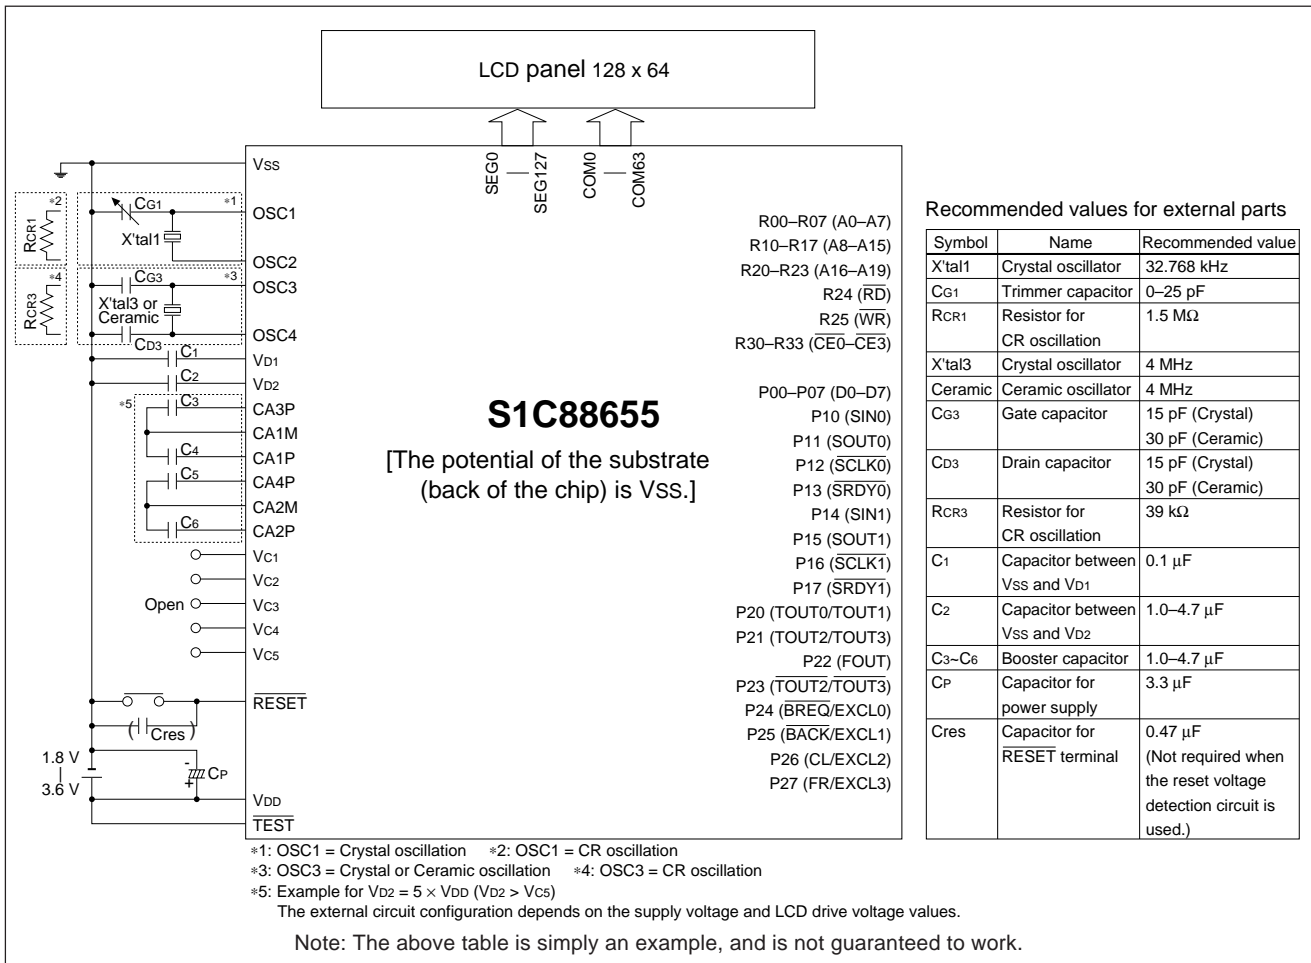 LCD panel 128 x 64
SEG0
SEG127
COM0
COM63
VSS
OSC1
OSC2
OSC3
OSC4
VD1
VD2
CA3P
CA1M
CA1P
CA4P
CA2M
CA2P
VC1
VC2
VC3
VC4
VC5
RESET
VDD
TEST
*2
RCR1
CG1
*1
X'tal1
*4
RCR3
CG3
*3
X'tal3 or
Ceramic
CD3
C1
C2
*5
C3
C4
C5
C6
Open
(Cres)
1.8 V
|
3.6 V
-
+
CP
S1C88655
[The potential of the substrate
(back of the chip) is VSS.]
R00–R07 (A0–A7)
R10–R17 (A8–A15)
R20–R23 (A16–A19)
R24 (RD)
R25 (WR)
R30–R33 (CE0–CE3)
P00–P07 (D0–D7)
P10 (SIN0)
P11 (SOUT0)
P12 (SCLK0)
P13 (SRDY0)
P14 (SIN1)
P15 (SOUT1)
P16 (SCLK1)
P17 (SRDY1)
P20 (TOUT0/TOUT1)
P21 (TOUT2/TOUT3)
P22 (FOUT)
P23 (TOUT2/TOUT3)
P24 (BREQ/EXCL0)
P25 (BACK/EXCL1)
P26 (CL/EXCL2)
P27 (FR/EXCL3)
Recommended values for external parts
Symbol Name Recommended value
X'tal1 Crystal oscillator 32.768 kHz
CG1 Trimmer capacitor 0–25 pF
RCR1 Resistor for 1.5 MΩ
CR oscillation
X'tal3 Crystal oscillator 4 MHz
Ceramic Ceramic oscillator 4 MHz
CG3 Gate capacitor 15 pF (Crystal)
30 pF (Ceramic)
CD3 Drain capacitor 15 pF (Crystal)
30 pF (Ceramic)
RCR3 Resistor for 39 kΩ
CR oscillation
C1 Capacitor between 0.1 μF
VSS and VD1
C2 Capacitor between 1.0–4.7 μF
VSS and VD2
C3~C6 Booster capacitor 1.0–4.7 μF
CP Capacitor for 3.3 μF
power supply
Cres Capacitor for 0.47 μF
RESET terminal (Not required when
the reset voltage
detection circuit is
used.)
*1: OSC1 = Crystal oscillation *2: OSC1 = CR oscillation
*3: OSC3 = Crystal or Ceramic oscillation *4: OSC3 = CR oscillation
*5: Example for VD2 = 5 × VDD (VD2 > VC5)
The external circuit configuration depends on the supply voltage and LCD drive voltage values.
Note: The above table is simply an example, and is not guaranteed to work.